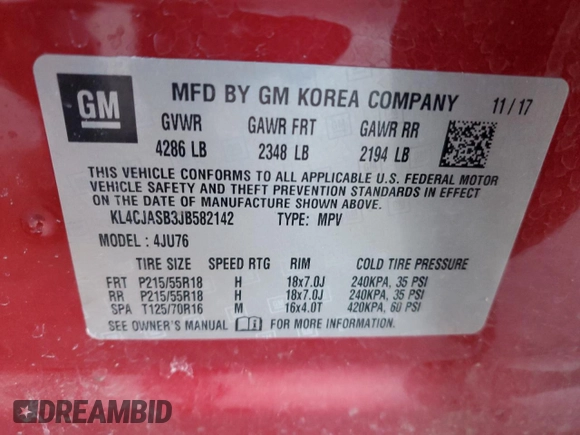 GM
MFD BY GM KOREA COMPANY 11/17
GVWR GAWR FRT GAWR RR
4286 LB 2348 LB 2194 LB
THIS VEHICLE CONFORMS TO ALL APPLICABLE U.S. FEDERAL MOTOR
VEHICLE SAFETY AND THEFT PREVENTION STANDARDS IN EFFECT
ON THE DATE OF MANUFACTURE SHOWN ABOVE.
KL4CJASB3JB582142 TYPE: MPV
MODEL: 4JU76
TIRE SIZE SPEED RTG RIM COLD TIRE PRESSURE
FRT P215/55R18 H 18x7.0J 240KPA, 35 PSI
RR P215/55R18 H 18x7.0J 240KPA, 35 PSI
SPA T125/70R16 M 16x4.0T 420KPA, 60 PSI
SEE OWNER'S MANUAL FOR MORE INFORMATION.
DREAMBID